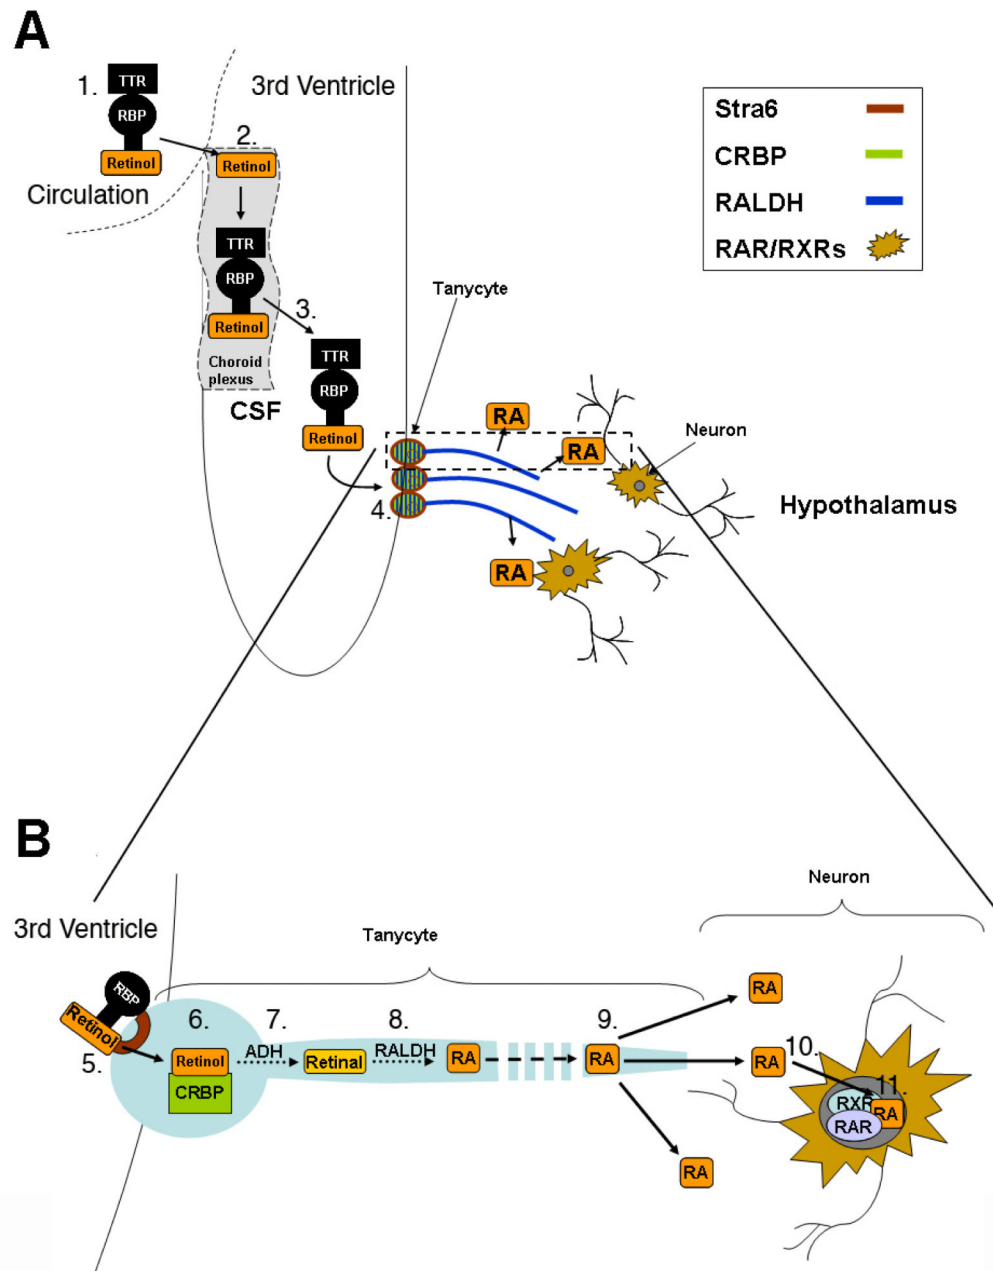 A
1.
TTR
RBP
Retinol
Circulation
3rd Ventricle
2.
Retinol
TTR
RBP
Retinol
Choroid
plexus
CSF
3.
TTR
RBP
Retinol
4.
Tanycyte
RA
RA
RA
Neuron
Hypothalamus
Stra6
CRBP
RALDH
RAR/RXRs
B
3rd Ventricle
Tanycyte
Neuron
RBP
Retinol
5.
6.
Retinol
CRBP
7.
ADH
Retinal
8.
RALDH
RA
9.
RA
RA
RA
RA
10.
11.
RXR
RA
RAR